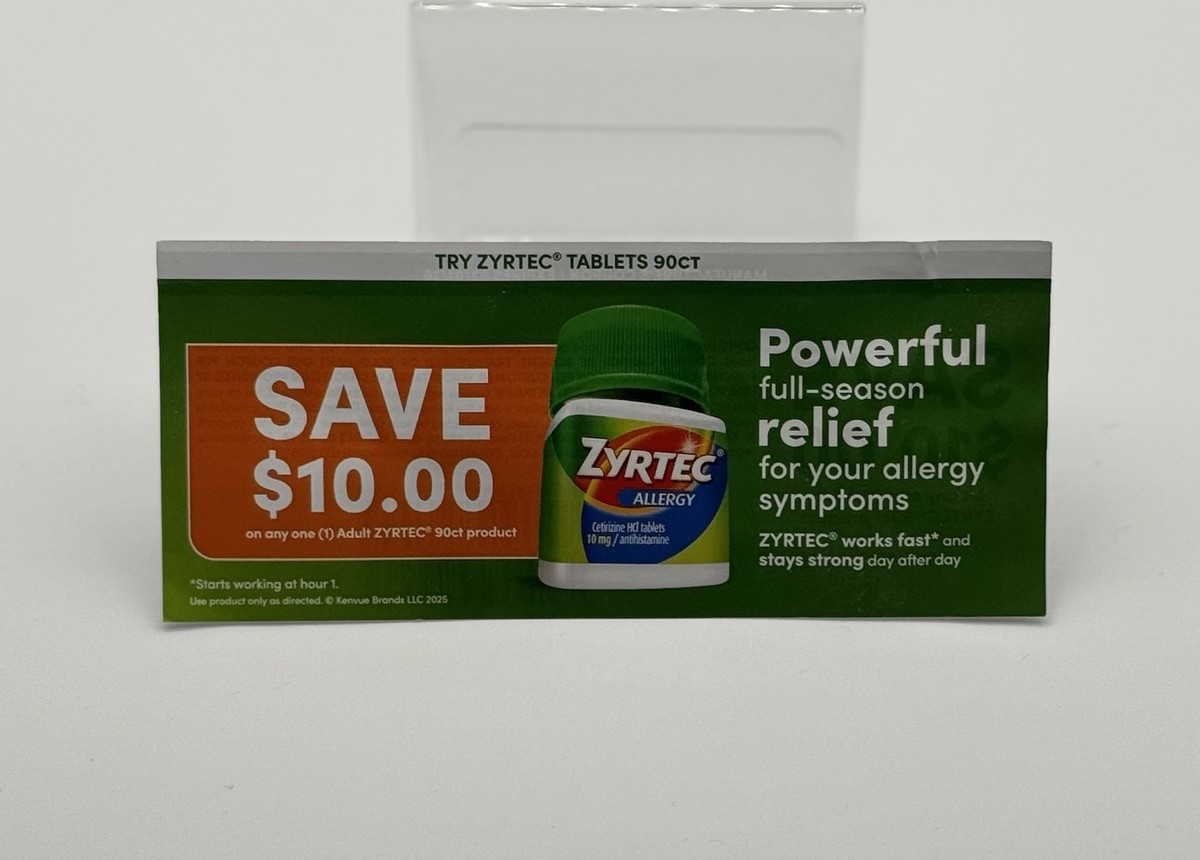 TRY ZYRTEC® TABLETS 90CT
SAVE
$10.00
on any one (1) Adult ZYRTEC® 90ct product
*Starts working at hour 1.
Use product only as directed. © Kenvue Brands LLC 2025
ZYRTEC®
ALLERGY
Cetirizine HCl tablets
10 mg / antihistamine
Powerful
full-season
relief
for your allergy
symptoms
ZYRTEC® works fast* and
stays strong day after day